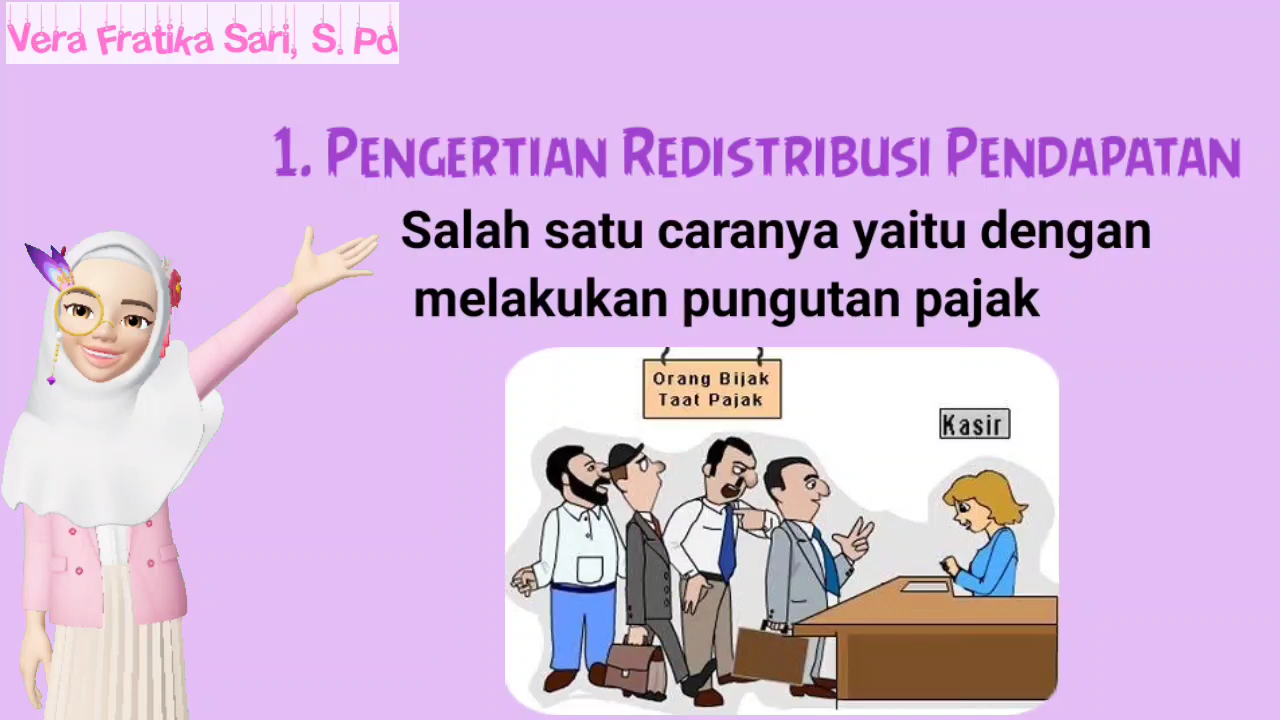 Vera Fratika Sari, S. Pd
1. Pengertian Redistribusi Pendapatan
Salah satu caranya yaitu dengan
melakukan pungutan pajak
Orang Bijak
Taat Pajak
Kasir